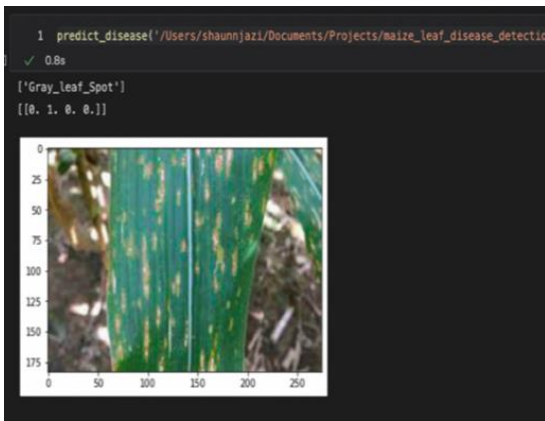 1 predict_disease('/Users/shaunnjazi/Documents/Projects/maize_leaf_disease_detectio
✓ 0.8s
['Gray_leaf_Spot']
[[0. 1. 0. 0.]]
0
25
50
75
100
125
150
175
0 50 100 150 200 250